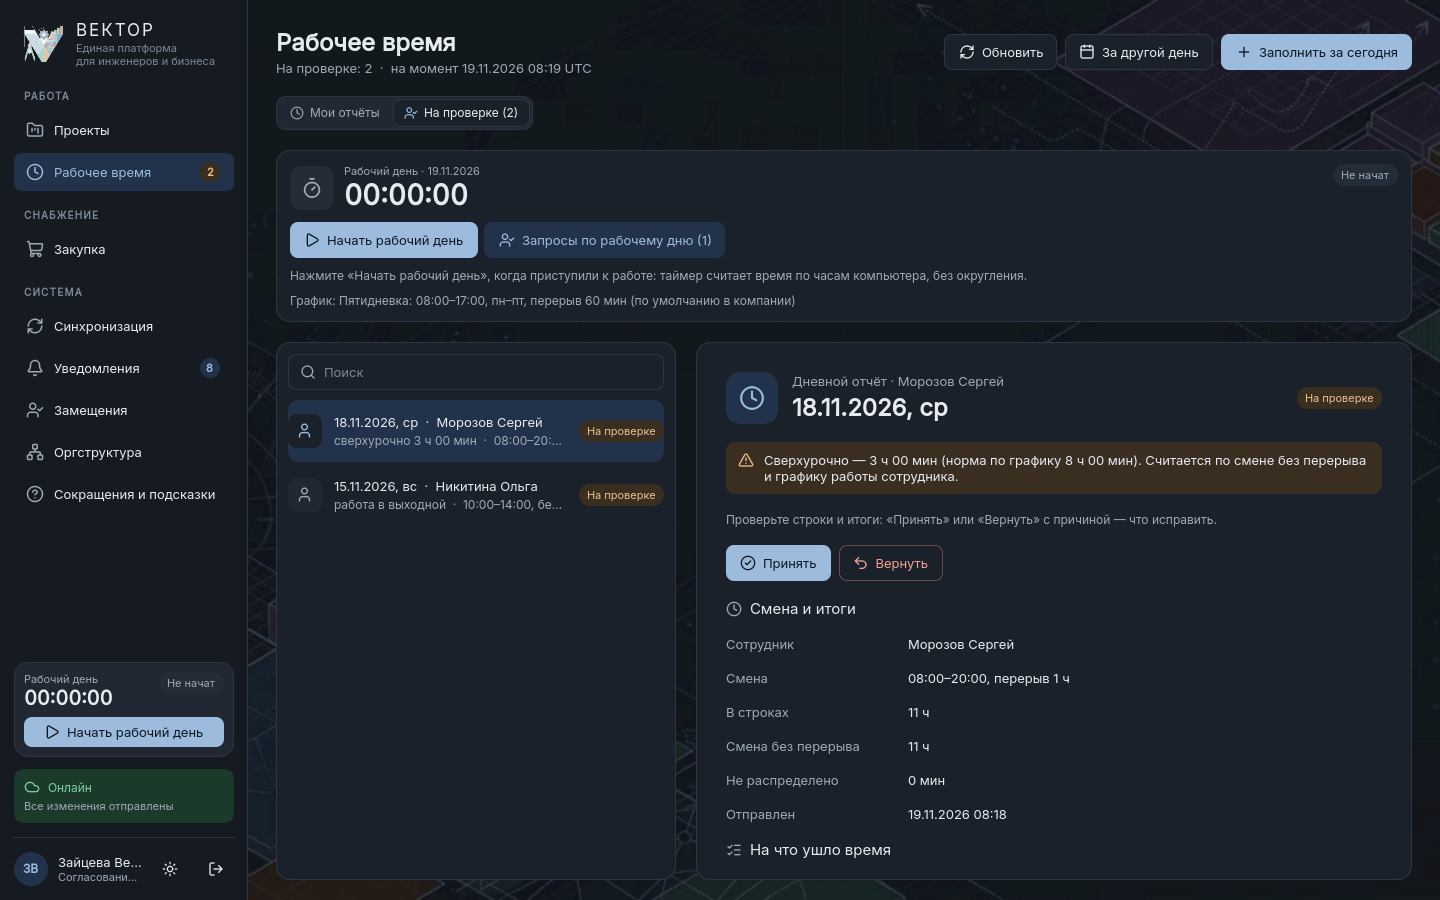 ВЕКТОР
Единая платформа
для инженеров и бизнеса
РАБОТА
Проекты
Рабочее время 2
СНАБЖЕНИЕ
Закупка
СИСТЕМА
Синхронизация
Уведомления 8
Замещения
Оргструктура
Сокращения и подсказки
Рабочий день
00:00:00
Не начат
Начать рабочий день
Онлайн
Все изменения отправлены
ЗВ
Зайцева Ве...
Согласовани...
Рабочее время
На проверке: 2 · на момент 19.11.2026 08:19 UTC
Обновить
За другой день
Заполнить за сегодня
Мои отчёты
На проверке (2)
Рабочий день · 19.11.2026
00:00:00
Не начат
Начать рабочий день
Запросы по рабочему дню (1)
Нажмите «Начать рабочий день», когда приступили к работе: таймер считает время по часам компьютера, без округления.
График: Пятидневка: 08:00–17:00, пн–пт, перерыв 60 мин (по умолчанию в компании)
Поиск
18.11.2026, ср · Морозов Сергей
сверхурочно 3 ч 00 мин · 08:00–20:...
На проверке
15.11.2026, вс · Никитина Ольга
работа в выходной · 10:00–14:00, бе...
На проверке
Дневной отчёт · Морозов Сергей
18.11.2026, ср
На проверке
Сверхурочно — 3 ч 00 мин (норма по графику 8 ч 00 мин). Считается по смене без перерыва
и графику работы сотрудника.
Проверьте строки и итоги: «Принять» или «Вернуть» с причиной — что исправить.
Принять
Вернуть
Смена и итоги
Сотрудник Морозов Сергей
Смена 08:00–20:00, перерыв 1 ч
В строках 11 ч
Смена без перерыва 11 ч
Не распределено 0 мин
Отправлен 19.11.2026 08:18
На что ушло время